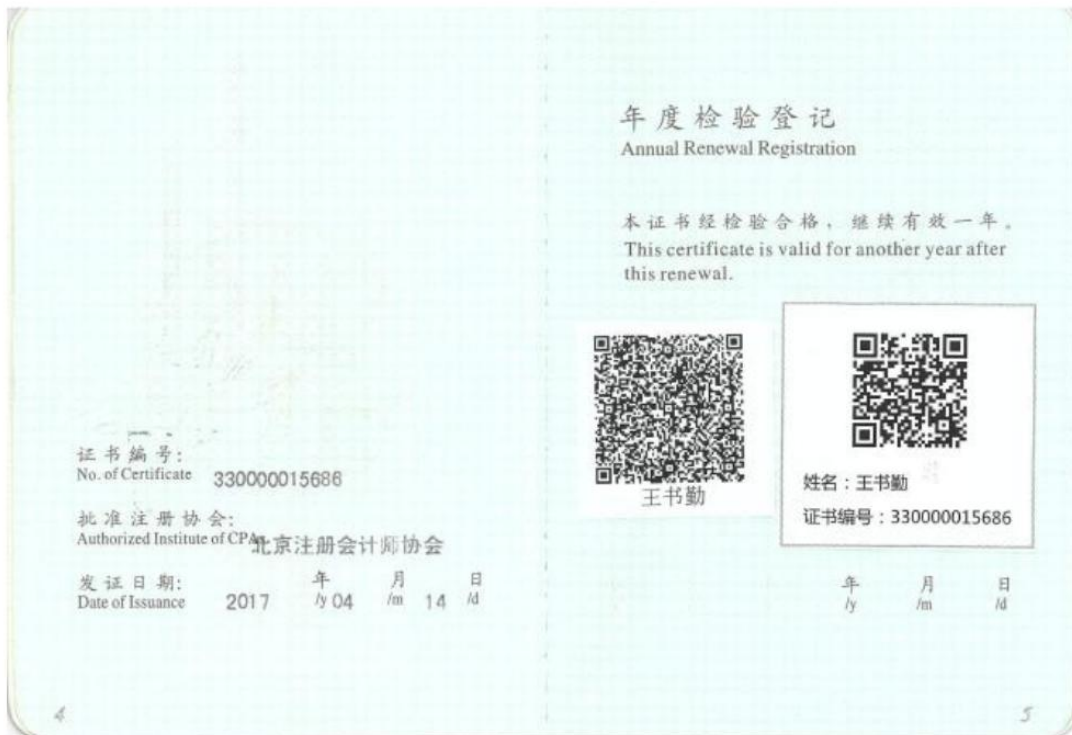 证书编号:
No. of Certificate 330000015686
批准注册协会:
Authorized Institute of CPAs 北京注册会计师协会
发证日期: 年 月 日
Date of Issuance 2017 /y 04 /m 14 /d
4
年度检验登记
Annual Renewal Registration
本证书经检验合格，继续有效一年。
This certificate is valid for another year after
this renewal.
王书勤
姓名：王书勤
证书编号：330000015686
年 月 日
/y /m /d
5